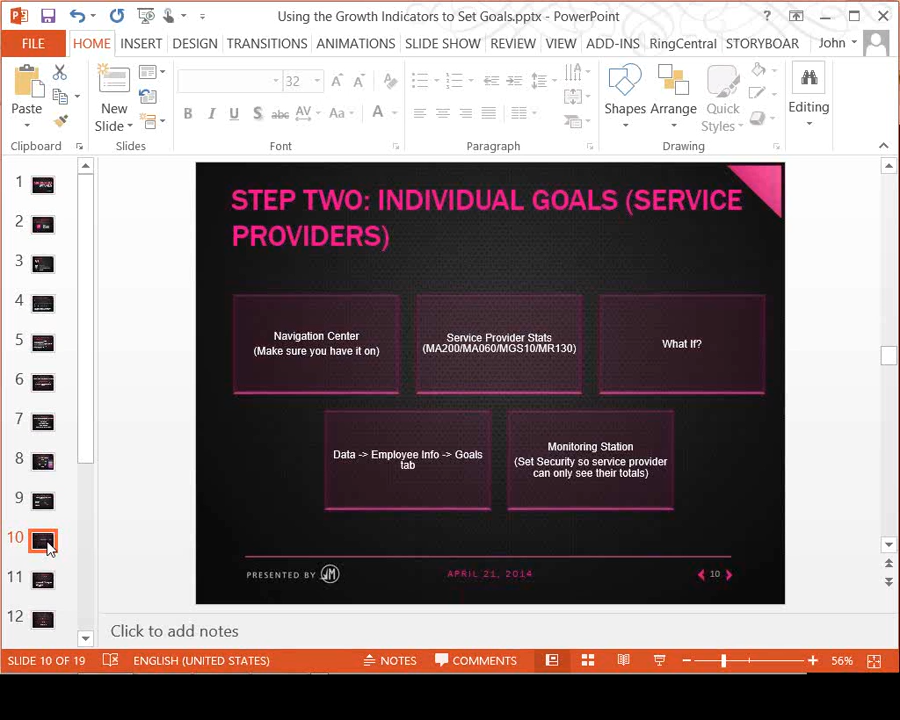 Using the Growth Indicators to Set Goals.pptx - PowerPoint
?
FILE HOME INSERT DESIGN TRANSITIONS ANIMATIONS SLIDE SHOW REVIEW VIEW ADD-INS RingCentral STORYBOAR John
Paste
Clipboard
New
Slide
Slides
32
B I U S abc AV Aa A
Font
Paragraph
Shapes
Arrange
Quick
Styles
Drawing
Editing
1
2
3
4
5
6
7
8
9
10
11
12
STEP TWO: INDIVIDUAL GOALS (SERVICE
PROVIDERS)
Navigation Center
(Make sure you have it on)
Service Provider Stats
(MA200/MA060/MGS10/MR130)
What If?
Data -> Employee Info -> Goals
tab
Monitoring Station
(Set Security so service provider
can only see their totals)
PRESENTED BY JM
APRIL 21, 2014
10
Click to add notes
SLIDE 10 OF 19 ENGLISH (UNITED STATES) NOTES COMMENTS 56%